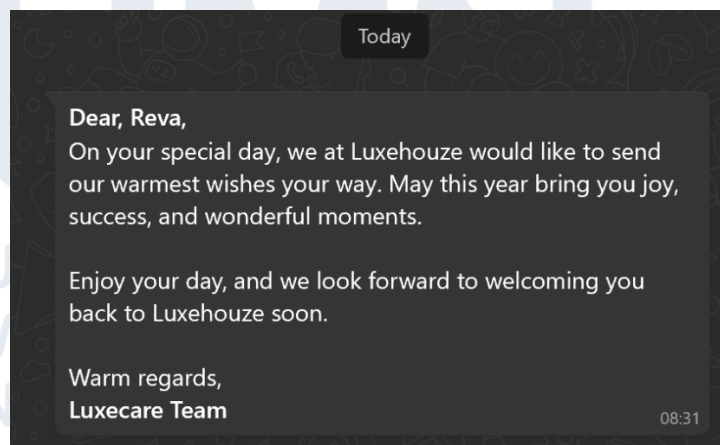 Today
Dear, Reva,
On your special day, we at Luxehouze would like to send
our warmest wishes your way. May this year bring you joy,
success, and wonderful moments.
Enjoy your day, and we look forward to welcoming you
back to Luxehouze soon.
Warm regards,
Luxecare Team
08:31